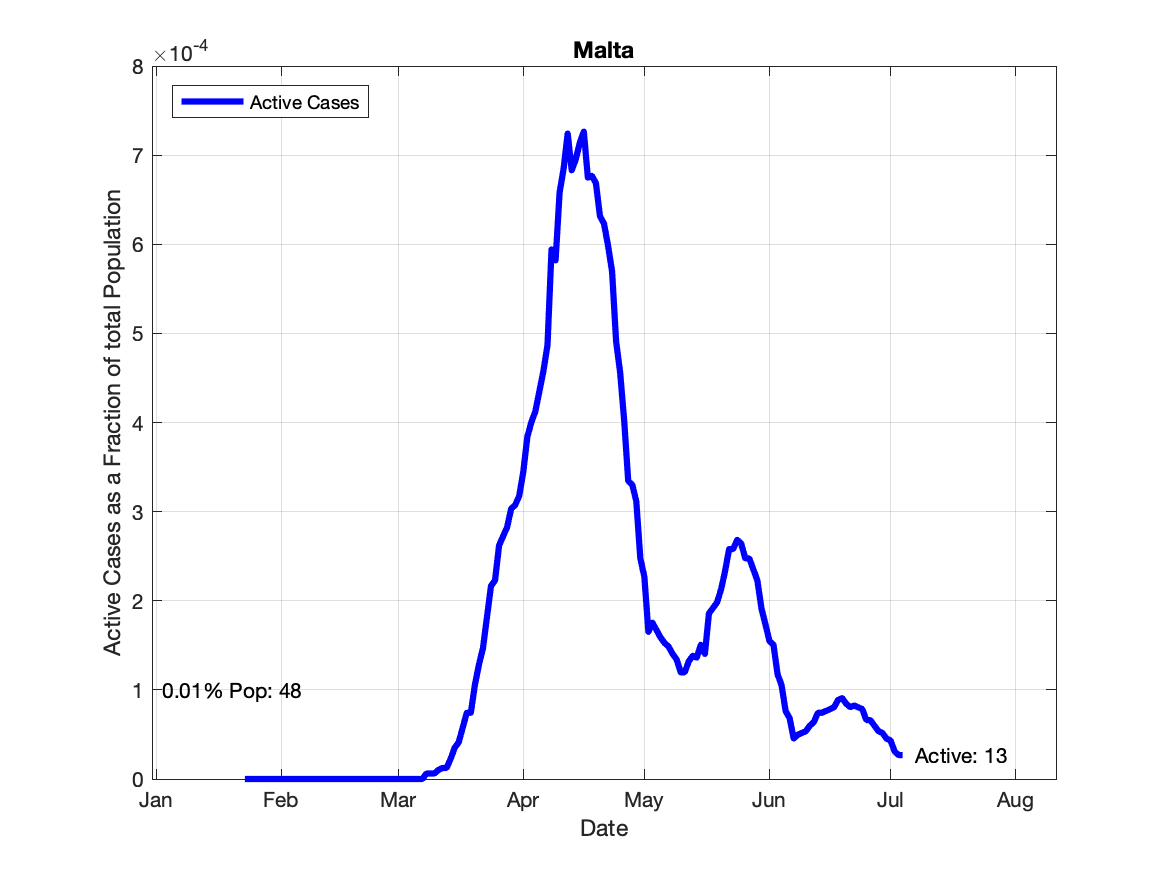 Malta
×10-4
Active Cases
8
7
6
5
4
3
2
1
0
Active Cases as a Fraction of total Population
0.01% Pop: 48
Active: 13
Jan Feb Mar Apr May Jun Jul Aug
Date